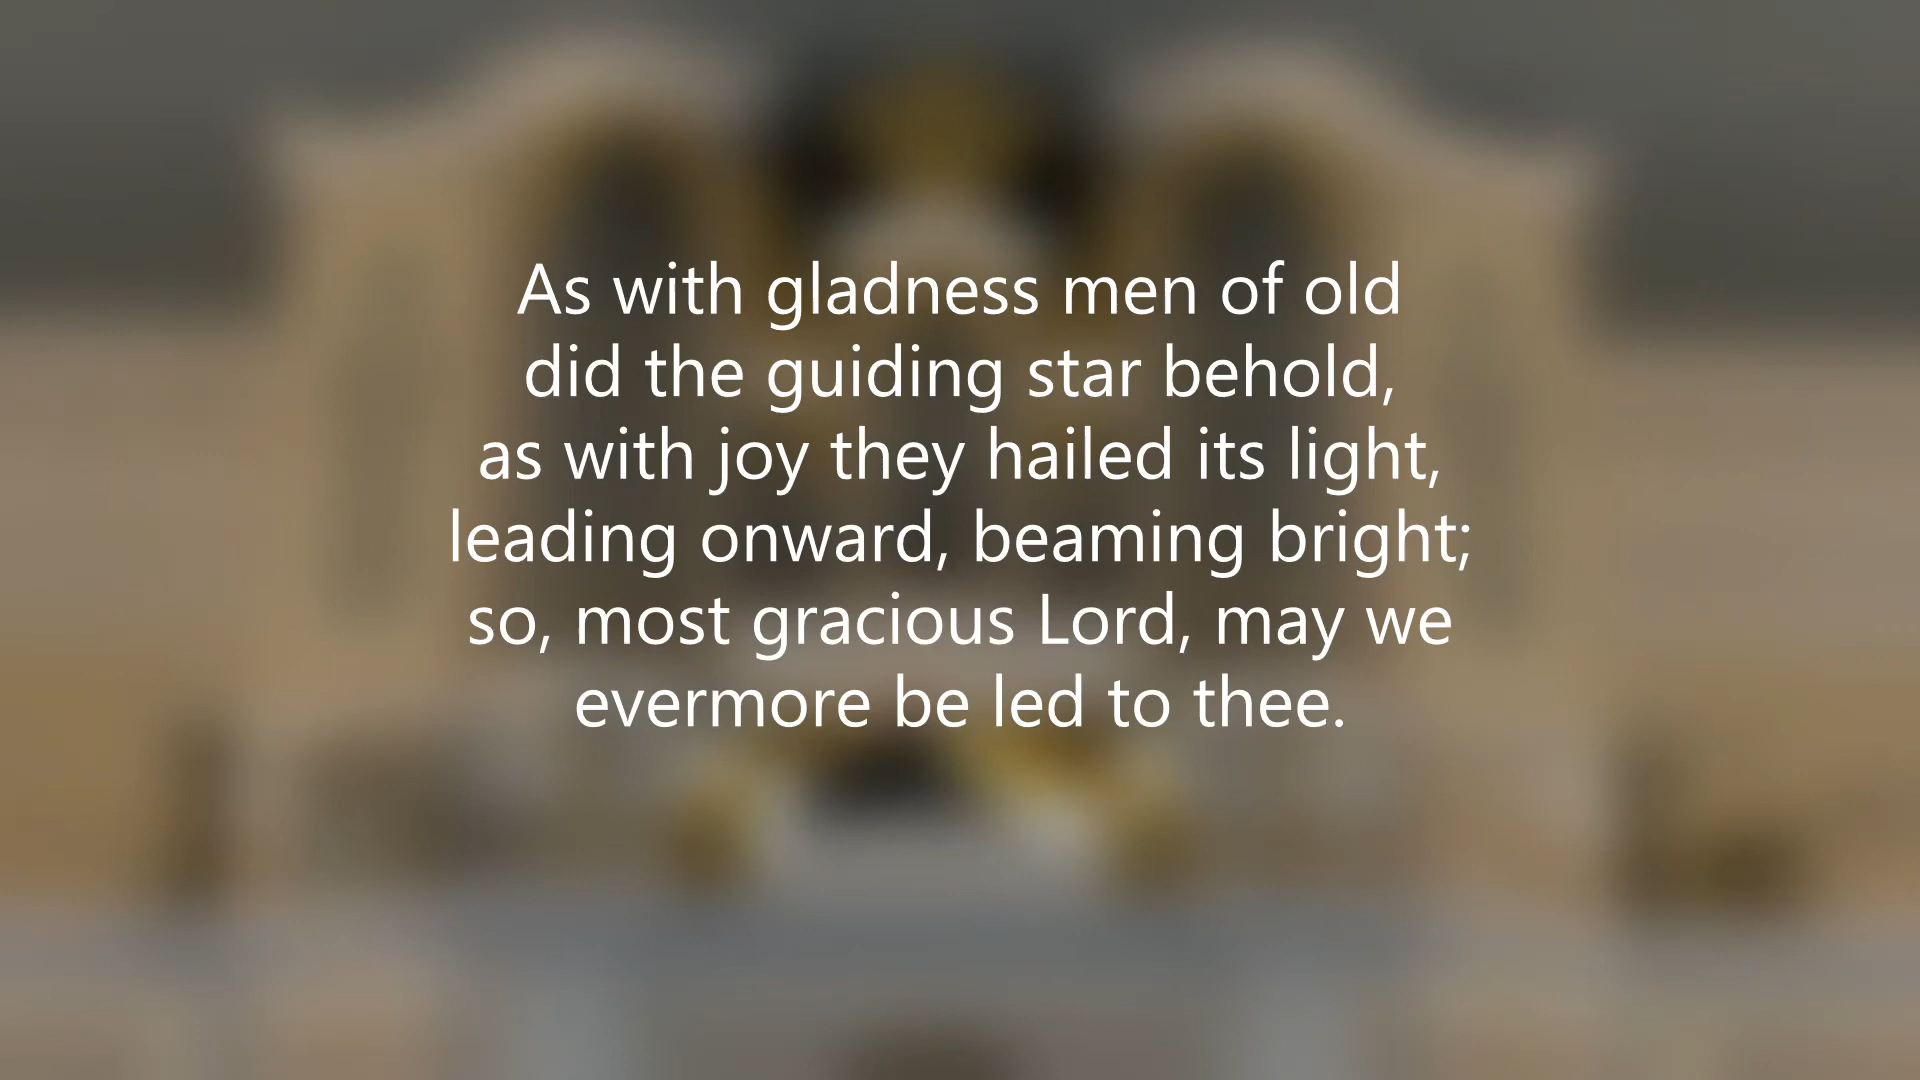 As with gladness men of old
did the guiding star behold,
as with joy they hailed its light,
leading onward, beaming bright;
so, most gracious Lord, may we
evermore be led to thee.